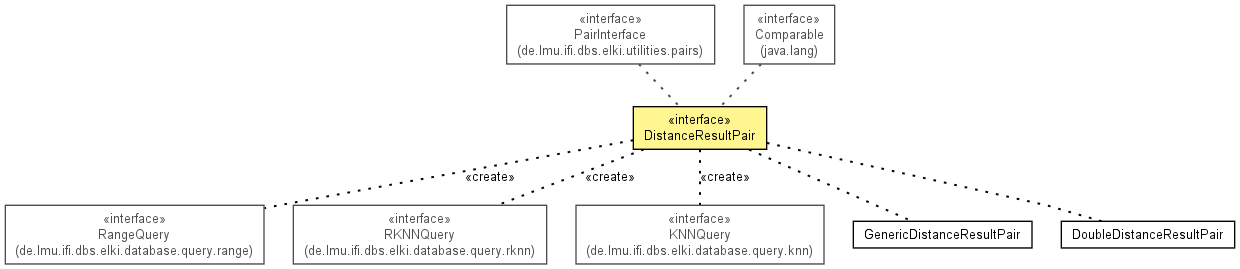 «interface»
PairInterface
(de.lmu.ifi.dbs.elki.utilities.pairs)
«interface»
Comparable
(java.lang)
«interface»
DistanceResultPair
«create»
«create»
«create»
«interface»
RangeQuery
(de.lmu.ifi.dbs.elki.database.query.range)
«interface»
RKNNQuery
(de.lmu.ifi.dbs.elki.database.query.rknn)
«interface»
KNNQuery
(de.lmu.ifi.dbs.elki.database.query.knn)
GenericDistanceResultPair
DoubleDistanceResultPair